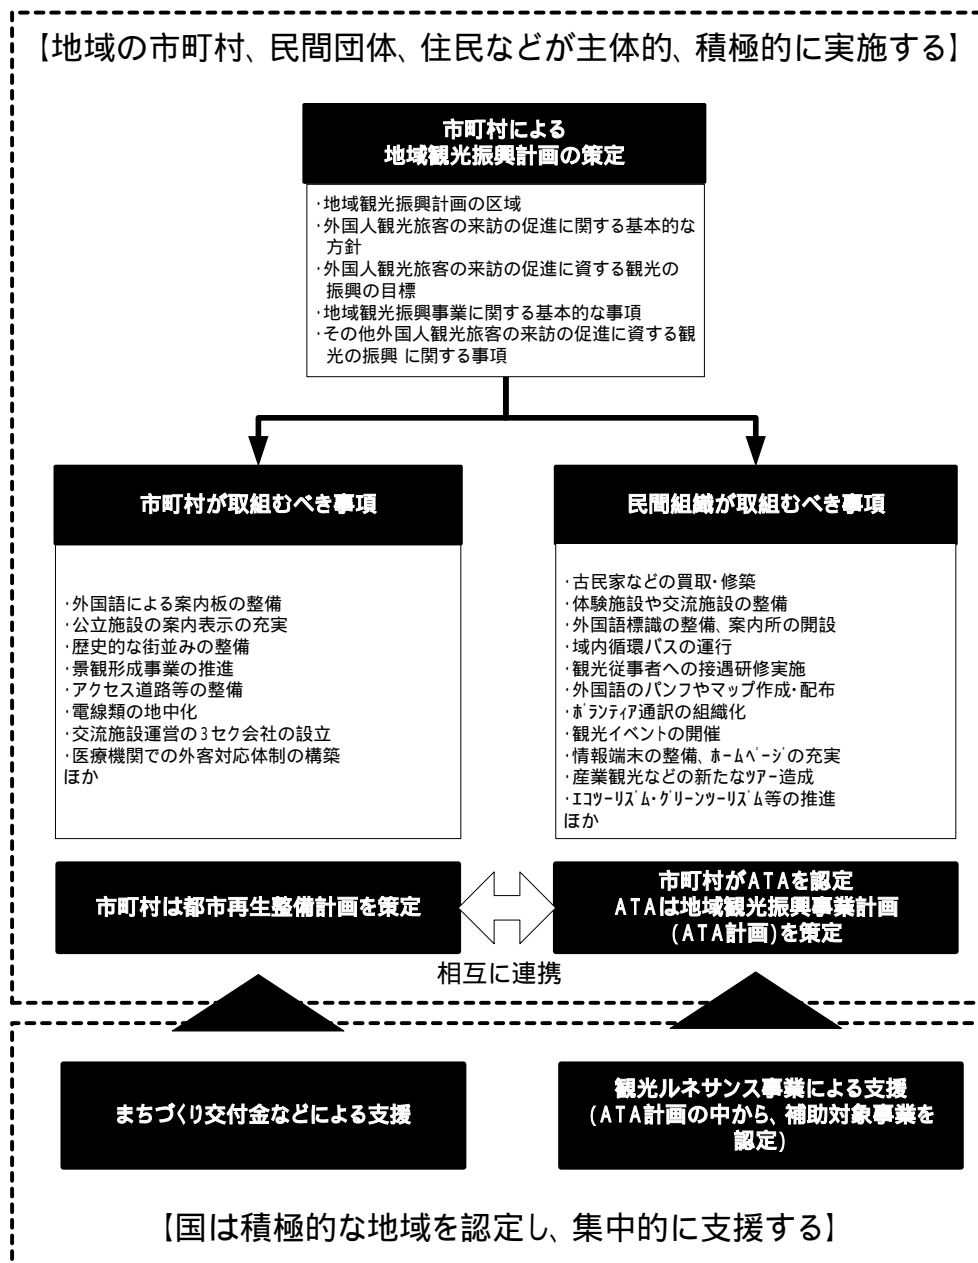 【地域の市町村、民間団体、住民などが主体的、積極的に実施する】
市町村による
地域観光振興計画の策定
・地域観光振興計画の区域
・外国人観光旅客の来訪の促進に関する基本的な
方針
・外国人観光旅客の来訪の促進に資する観光の
振興の目標
・地域観光振興事業に関する基本的な事項
・その他外国人観光旅客の来訪の促進に資する観
光の振興 に関する事項
市町村が取組むべき事項
・外国語による案内板の整備
・公立施設の案内表示の充実
・歴史的な街並みの整備
・景観形成事業の推進
・アクセス道路等の整備
・電線類の地中化
・交流施設運営の3セク会社の設立
・医療機関での外客対応体制の構築
ほか
民間組織が取組むべき事項
・古民家などの買取・修築
・体験施設や交流施設の整備
・外国語標識の整備、案内所の開設
・域内循環バスの運行
・観光従事者への接遇研修実施
・外国語のパンフやマップ作成・配布
・ボランティア通訳の組織化
・観光イベントの開催
・情報端末の整備、ホームページの充実
・産業観光などの新たなツアー造成
・エコツーリズム・グリーンツーリズム等の推進
ほか
市町村は都市再生整備計画を策定
市町村がATAを認定
ATAは地域観光振興事業計画
(ATA計画)を策定
相互に連携
まちづくり交付金などによる支援
観光ルネサンス事業による支援
(ATA計画の中から、補助対象事業を
認定)
【国は積極的な地域を認定し、集中的に支援する】